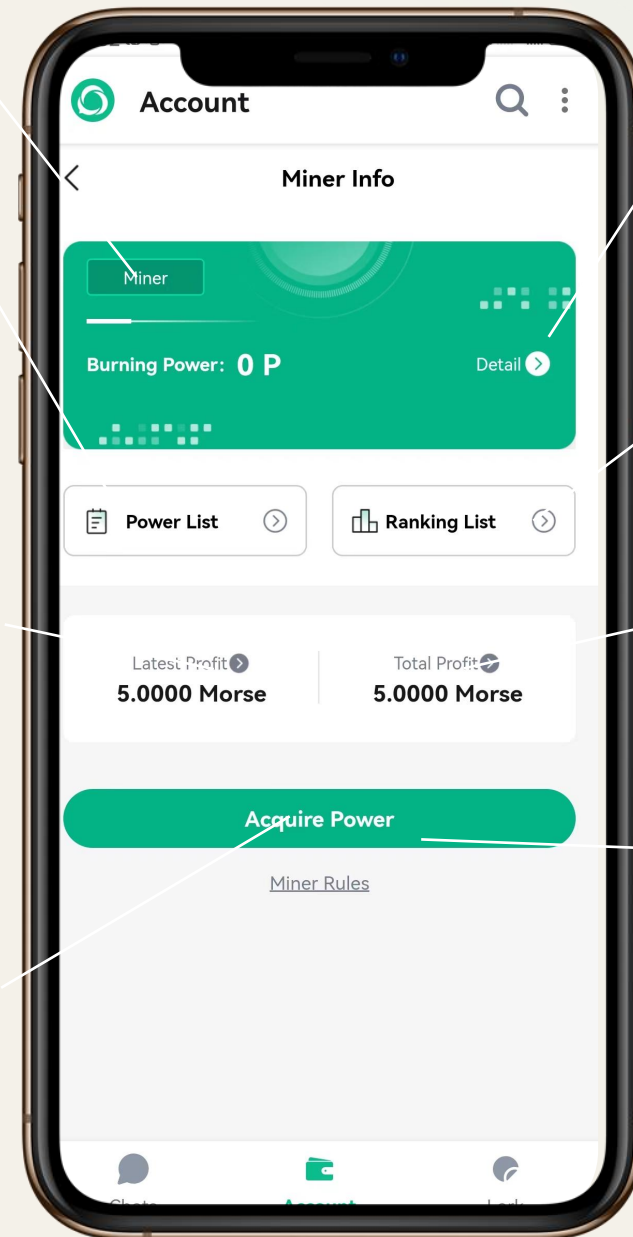 Account
Miner Info
Miner
Burning Power: 0 P
Detail
Power List
Ranking List
Latest Profit
Total Profit
5.0000 Morse
5.0000 Morse
Acquire Power
Miner Rules
Account